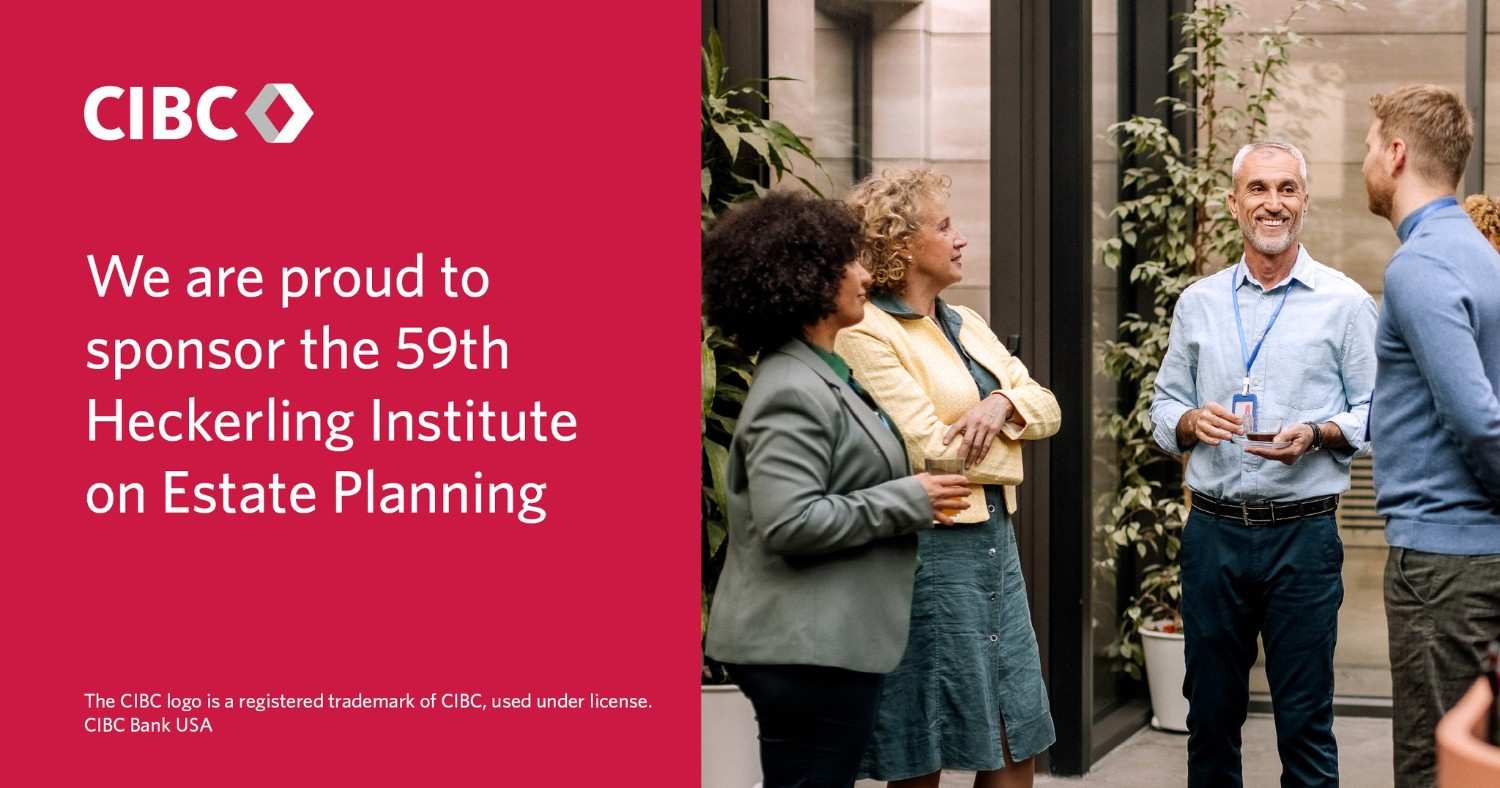 CIBC
We are proud to
sponsor the 59th
Heckerling Institute
on Estate Planning
The CIBC logo is a registered trademark of CIBC, used under license.
CIBC Bank USA